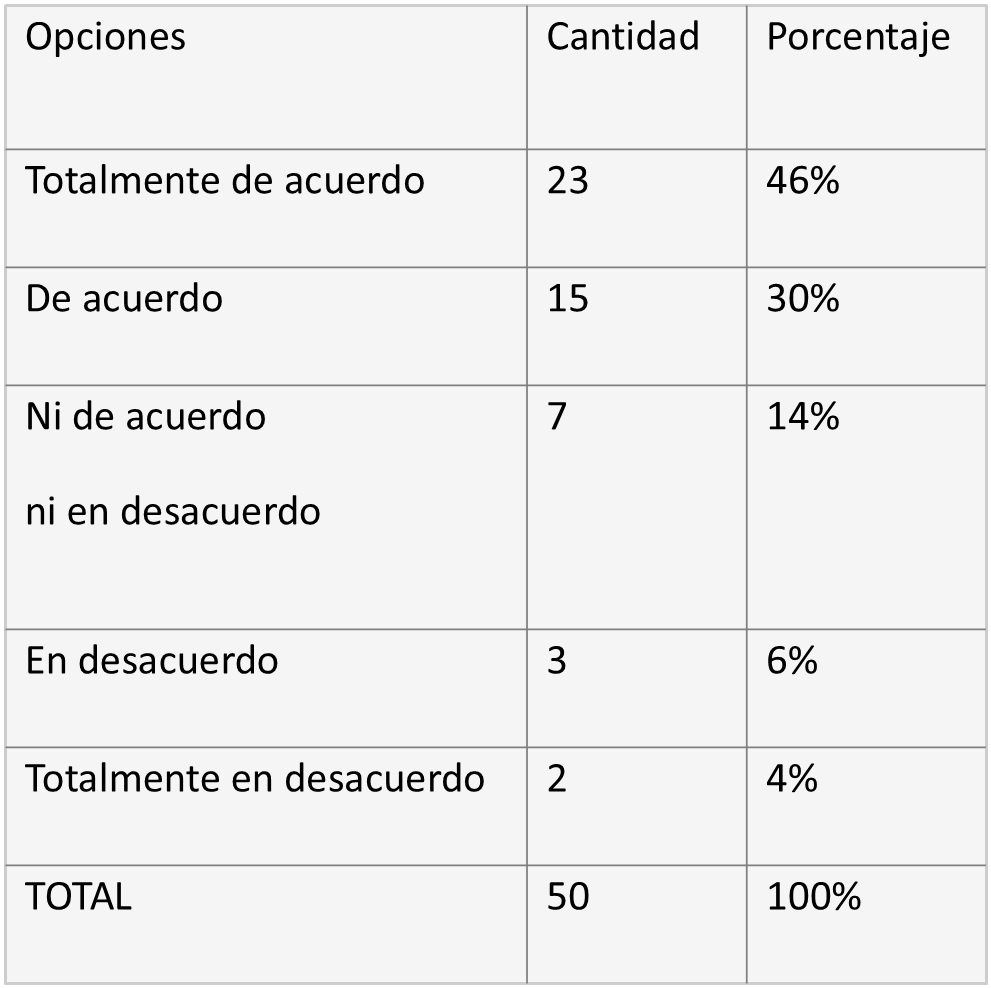 Opciones Cantidad Porcentaje
Totalmente de acuerdo 23 46%
De acuerdo 15 30%
Ni de acuerdo 7 14%
ni en desacuerdo
En desacuerdo 3 6%
Totalmente en desacuerdo 2 4%
TOTAL 50 100%